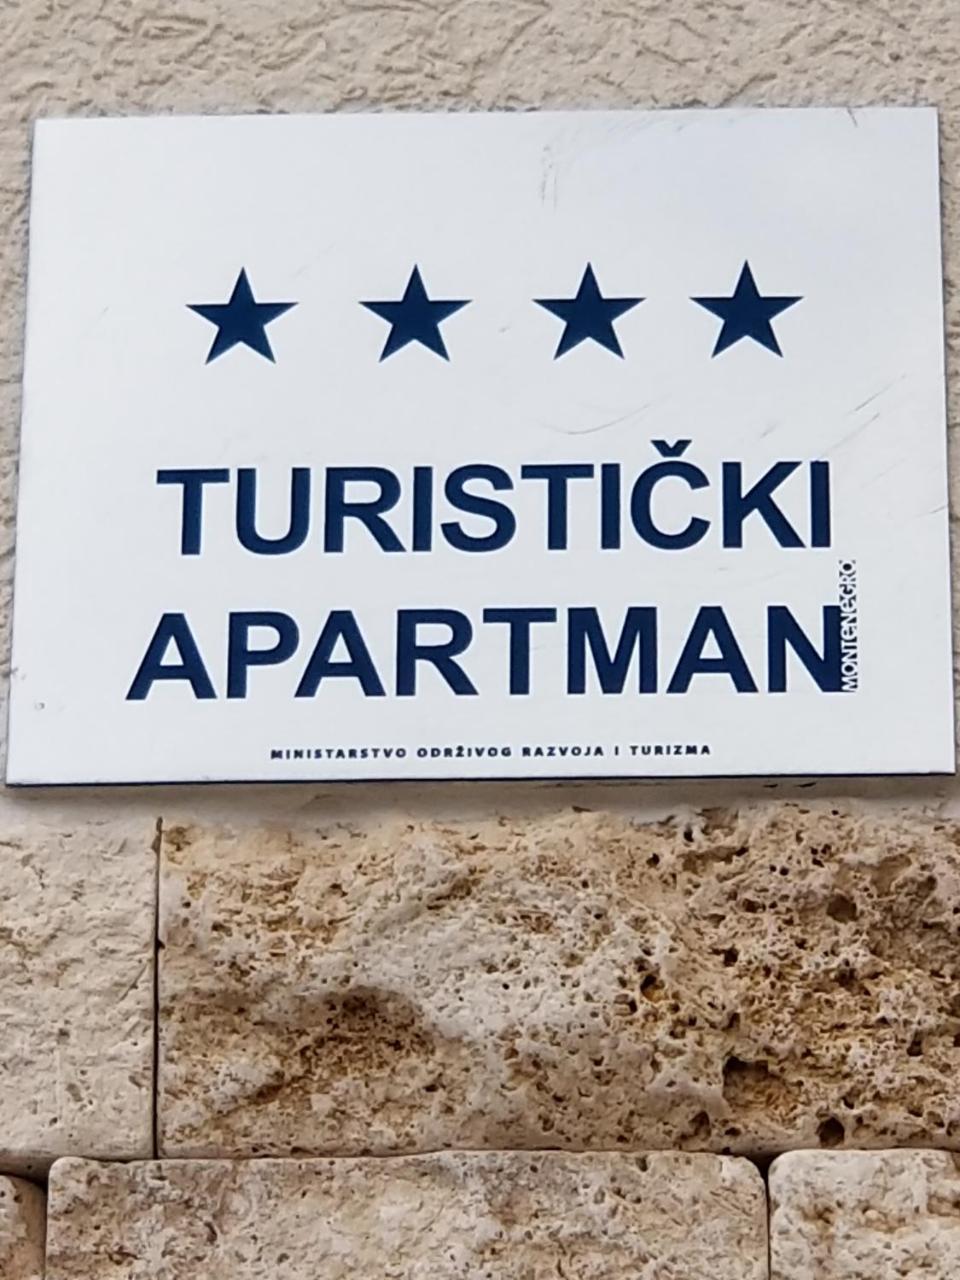 TURISTIČKI
APARTMAN
MONTENEGRO
MINISTARSTVO ODRŽIVOG RAZVOJA I TURIZMA